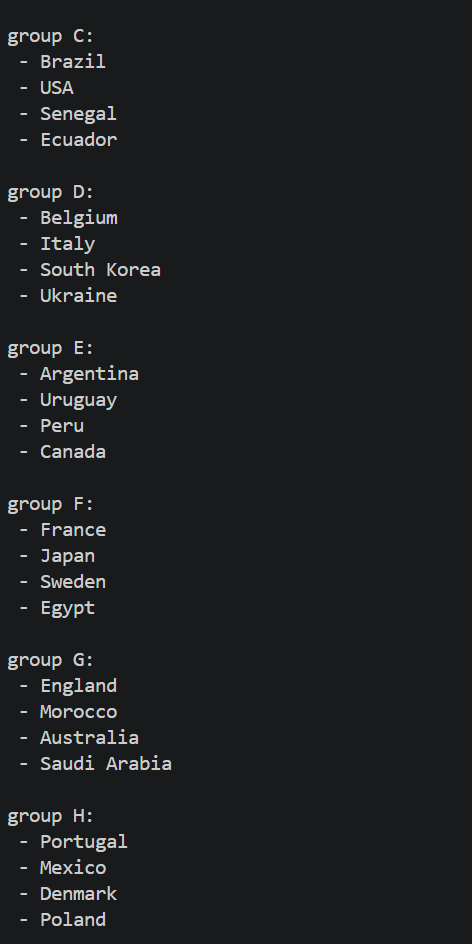 group C:
- Brazil
- USA
- Senegal
- Ecuador
group D:
- Belgium
- Italy
- South Korea
- Ukraine
group E:
- Argentina
- Uruguay
- Peru
- Canada
group F:
- France
- Japan
- Sweden
- Egypt
group G:
- England
- Morocco
- Australia
- Saudi Arabia
group H:
- Portugal
- Mexico
- Denmark
- Poland